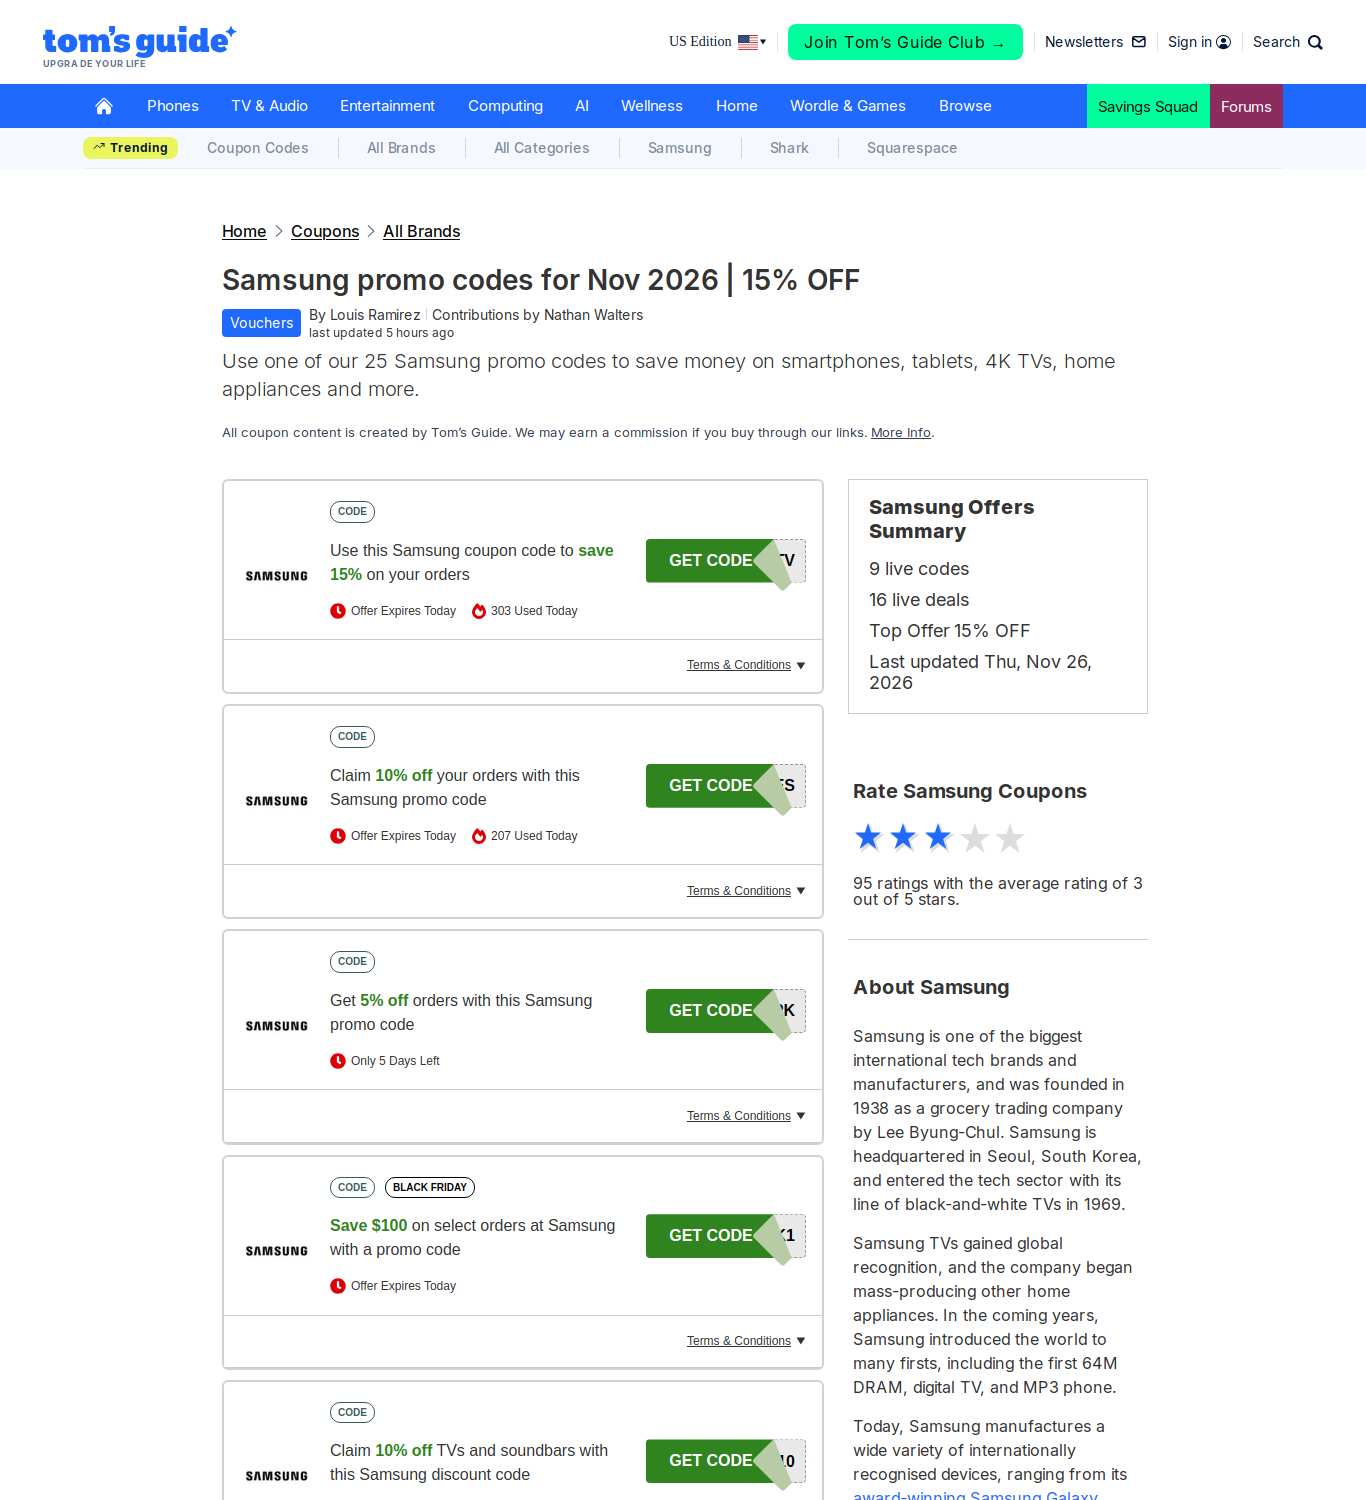 tom's guide
UPGRADE YOUR LIFE
US Edition
Join Tom's Guide Club →
Newsletters
Sign in
Search
Phones
TV & Audio
Entertainment
Computing
AI
Wellness
Home
Wordle & Games
Browse
Savings Squad
Forums
Trending
Coupon Codes
All Brands
All Categories
Samsung
Shark
Squarespace
Home
Coupons
All Brands
Samsung promo codes for Nov 2026 | 15% OFF
Vouchers
By Louis Ramirez
Contributions by Nathan Walters
last updated 5 hours ago
Use one of our 25 Samsung promo codes to save money on smartphones, tablets, 4K TVs, home
appliances and more.
All coupon content is created by Tom's Guide. We may earn a commission if you buy through our links. More Info.
CODE
SAMSUNG
Use this Samsung coupon code to save
15% on your orders
GET CODE
Offer Expires Today
303 Used Today
Terms & Conditions
CODE
SAMSUNG
Claim 10% off your orders with this
Samsung promo code
GET CODE
Offer Expires Today
207 Used Today
Terms & Conditions
CODE
SAMSUNG
Get 5% off orders with this Samsung
promo code
GET CODE
Only 5 Days Left
Terms & Conditions
CODE
BLACK FRIDAY
SAMSUNG
Save $100 on select orders at Samsung
with a promo code
GET CODE
Offer Expires Today
Terms & Conditions
CODE
SAMSUNG
Claim 10% off TVs and soundbars with
this Samsung discount code
GET CODE
Samsung Offers
Summary
9 live codes
16 live deals
Top Offer 15% OFF
Last updated Thu, Nov 26,
2026
Rate Samsung Coupons
95 ratings with the average rating of 3
out of 5 stars.
About Samsung
Samsung is one of the biggest
international tech brands and
manufacturers, and was founded in
1938 as a grocery trading company
by Lee Byung-Chul. Samsung is
headquartered in Seoul, South Korea,
and entered the tech sector with its
line of black-and-white TVs in 1969.
Samsung TVs gained global
recognition, and the company began
mass-producing other home
appliances. In the coming years,
Samsung introduced the world to
many firsts, including the first 64M
DRAM, digital TV, and MP3 phone.
Today, Samsung manufactures a
wide variety of internationally
recognised devices, ranging from its
award-winning Samsung Galaxy